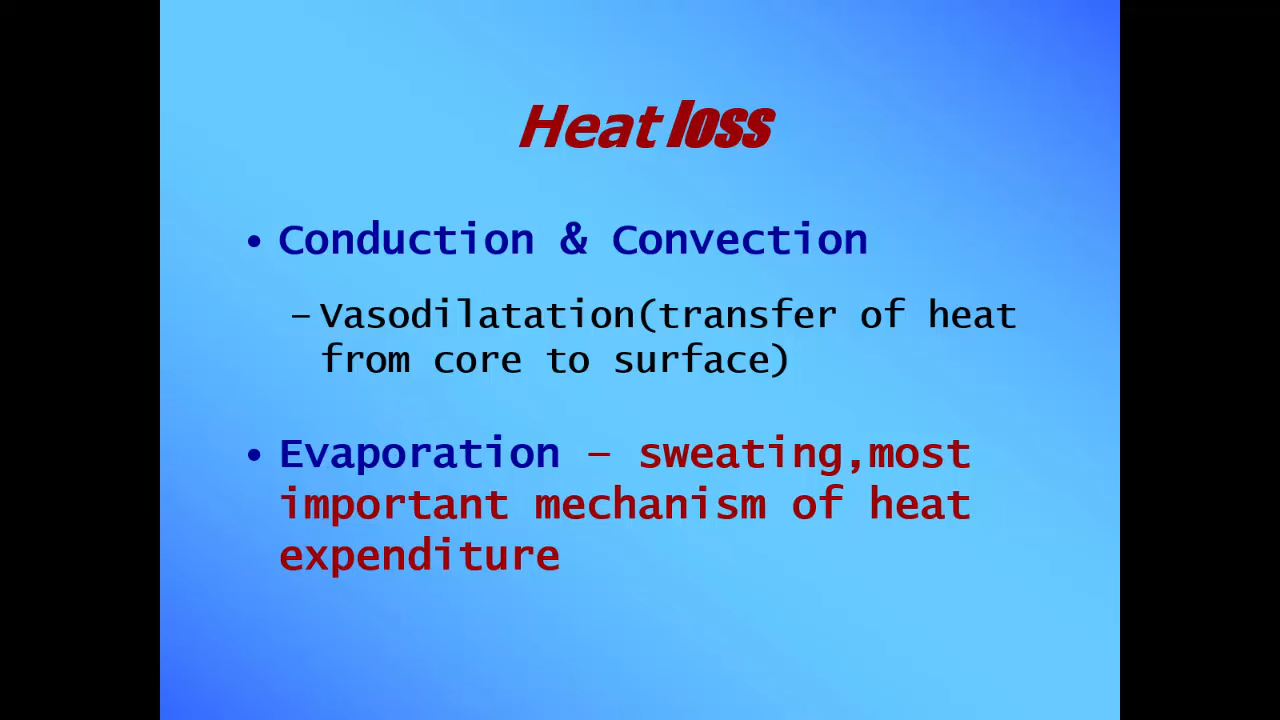 Heat loss
• Conduction & Convection
– Vasodilatation(transfer of heat
from core to surface)
• Evaporation – sweating,most
important mechanism of heat
expenditure